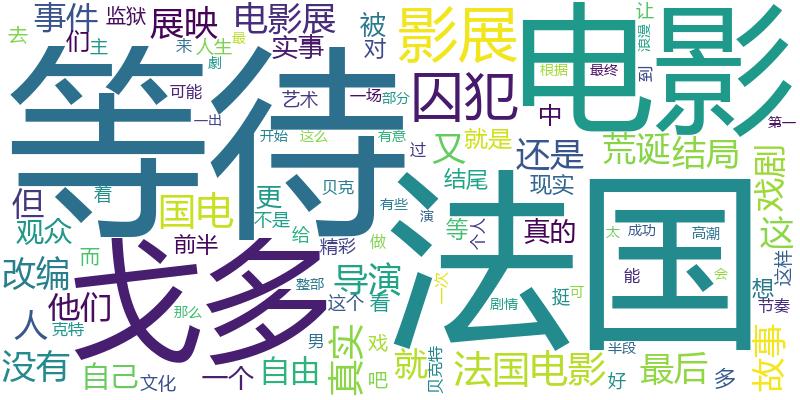 事件
监狱
展映
电影展
被
影展
电影
让
去
们
主
来
人生
最
实事
对
浪漫
劇
可能
艺术
一场
部分
囚犯
根据
最终
到
中
第一
等待
一出
开始
这么
有意
过
又
就是
还是
荒诞
结局
戏剧
但
着
国电
更
贝克
结尾
现实
观众
不是
给
有些
演
等
个人
真的
太
成功
高潮
这
而
前半
精彩
做
法国
改编
戈多
导演
整部
能
会
想
这样
他们
那么
这个
看
一次
剧情
挺
可
节奏
人
克特
真实
男
戏
就
贝克特
半段
故事
没有
自己
文化
一个
自由
吧
法国电影
好
最后
多